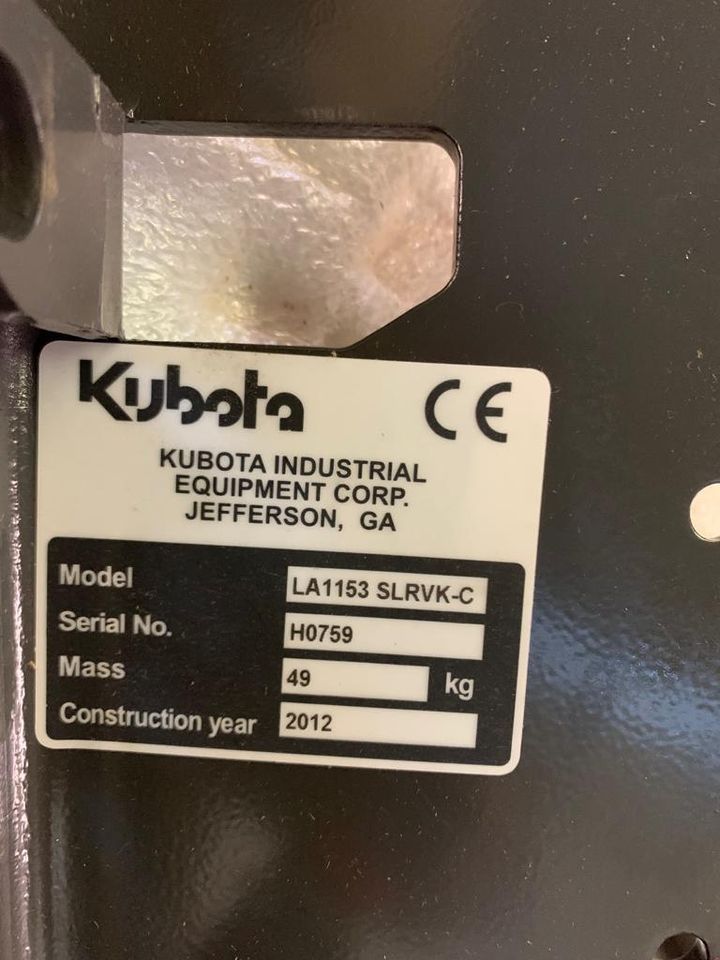 Kubota CE
KUBOTA INDUSTRIAL
EQUIPMENT CORP.
JEFFERSON, GA
Model LA1153 SLRVK-C
Serial No. H0759
Mass 49 kg
Construction year 2012